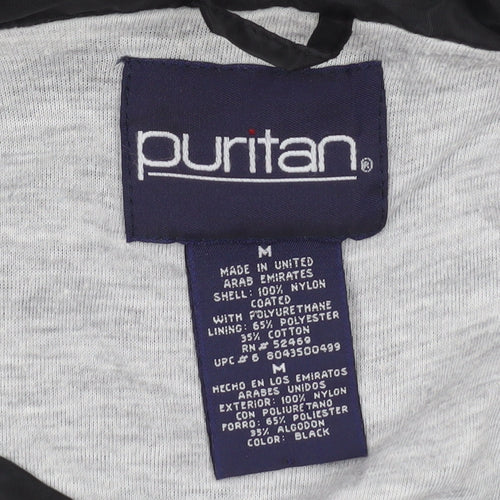 puritan®
M
MADE IN UNITED
ARAB EMIRATES
SHELL: 100% NYLON
COATED
WITH POLYURETHANE
LINING: 65% POLYESTER
35% COTTON
RN# 52469
UPC# 6 8043500499
M
HECHO EN LOS EMIRATOS
ARABES UNIDOS
EXTERIOR: 100% NYLON
CON POLIURETANO
FORRO: 65% POLIESTER
35% ALGODON
COLOR: BLACK